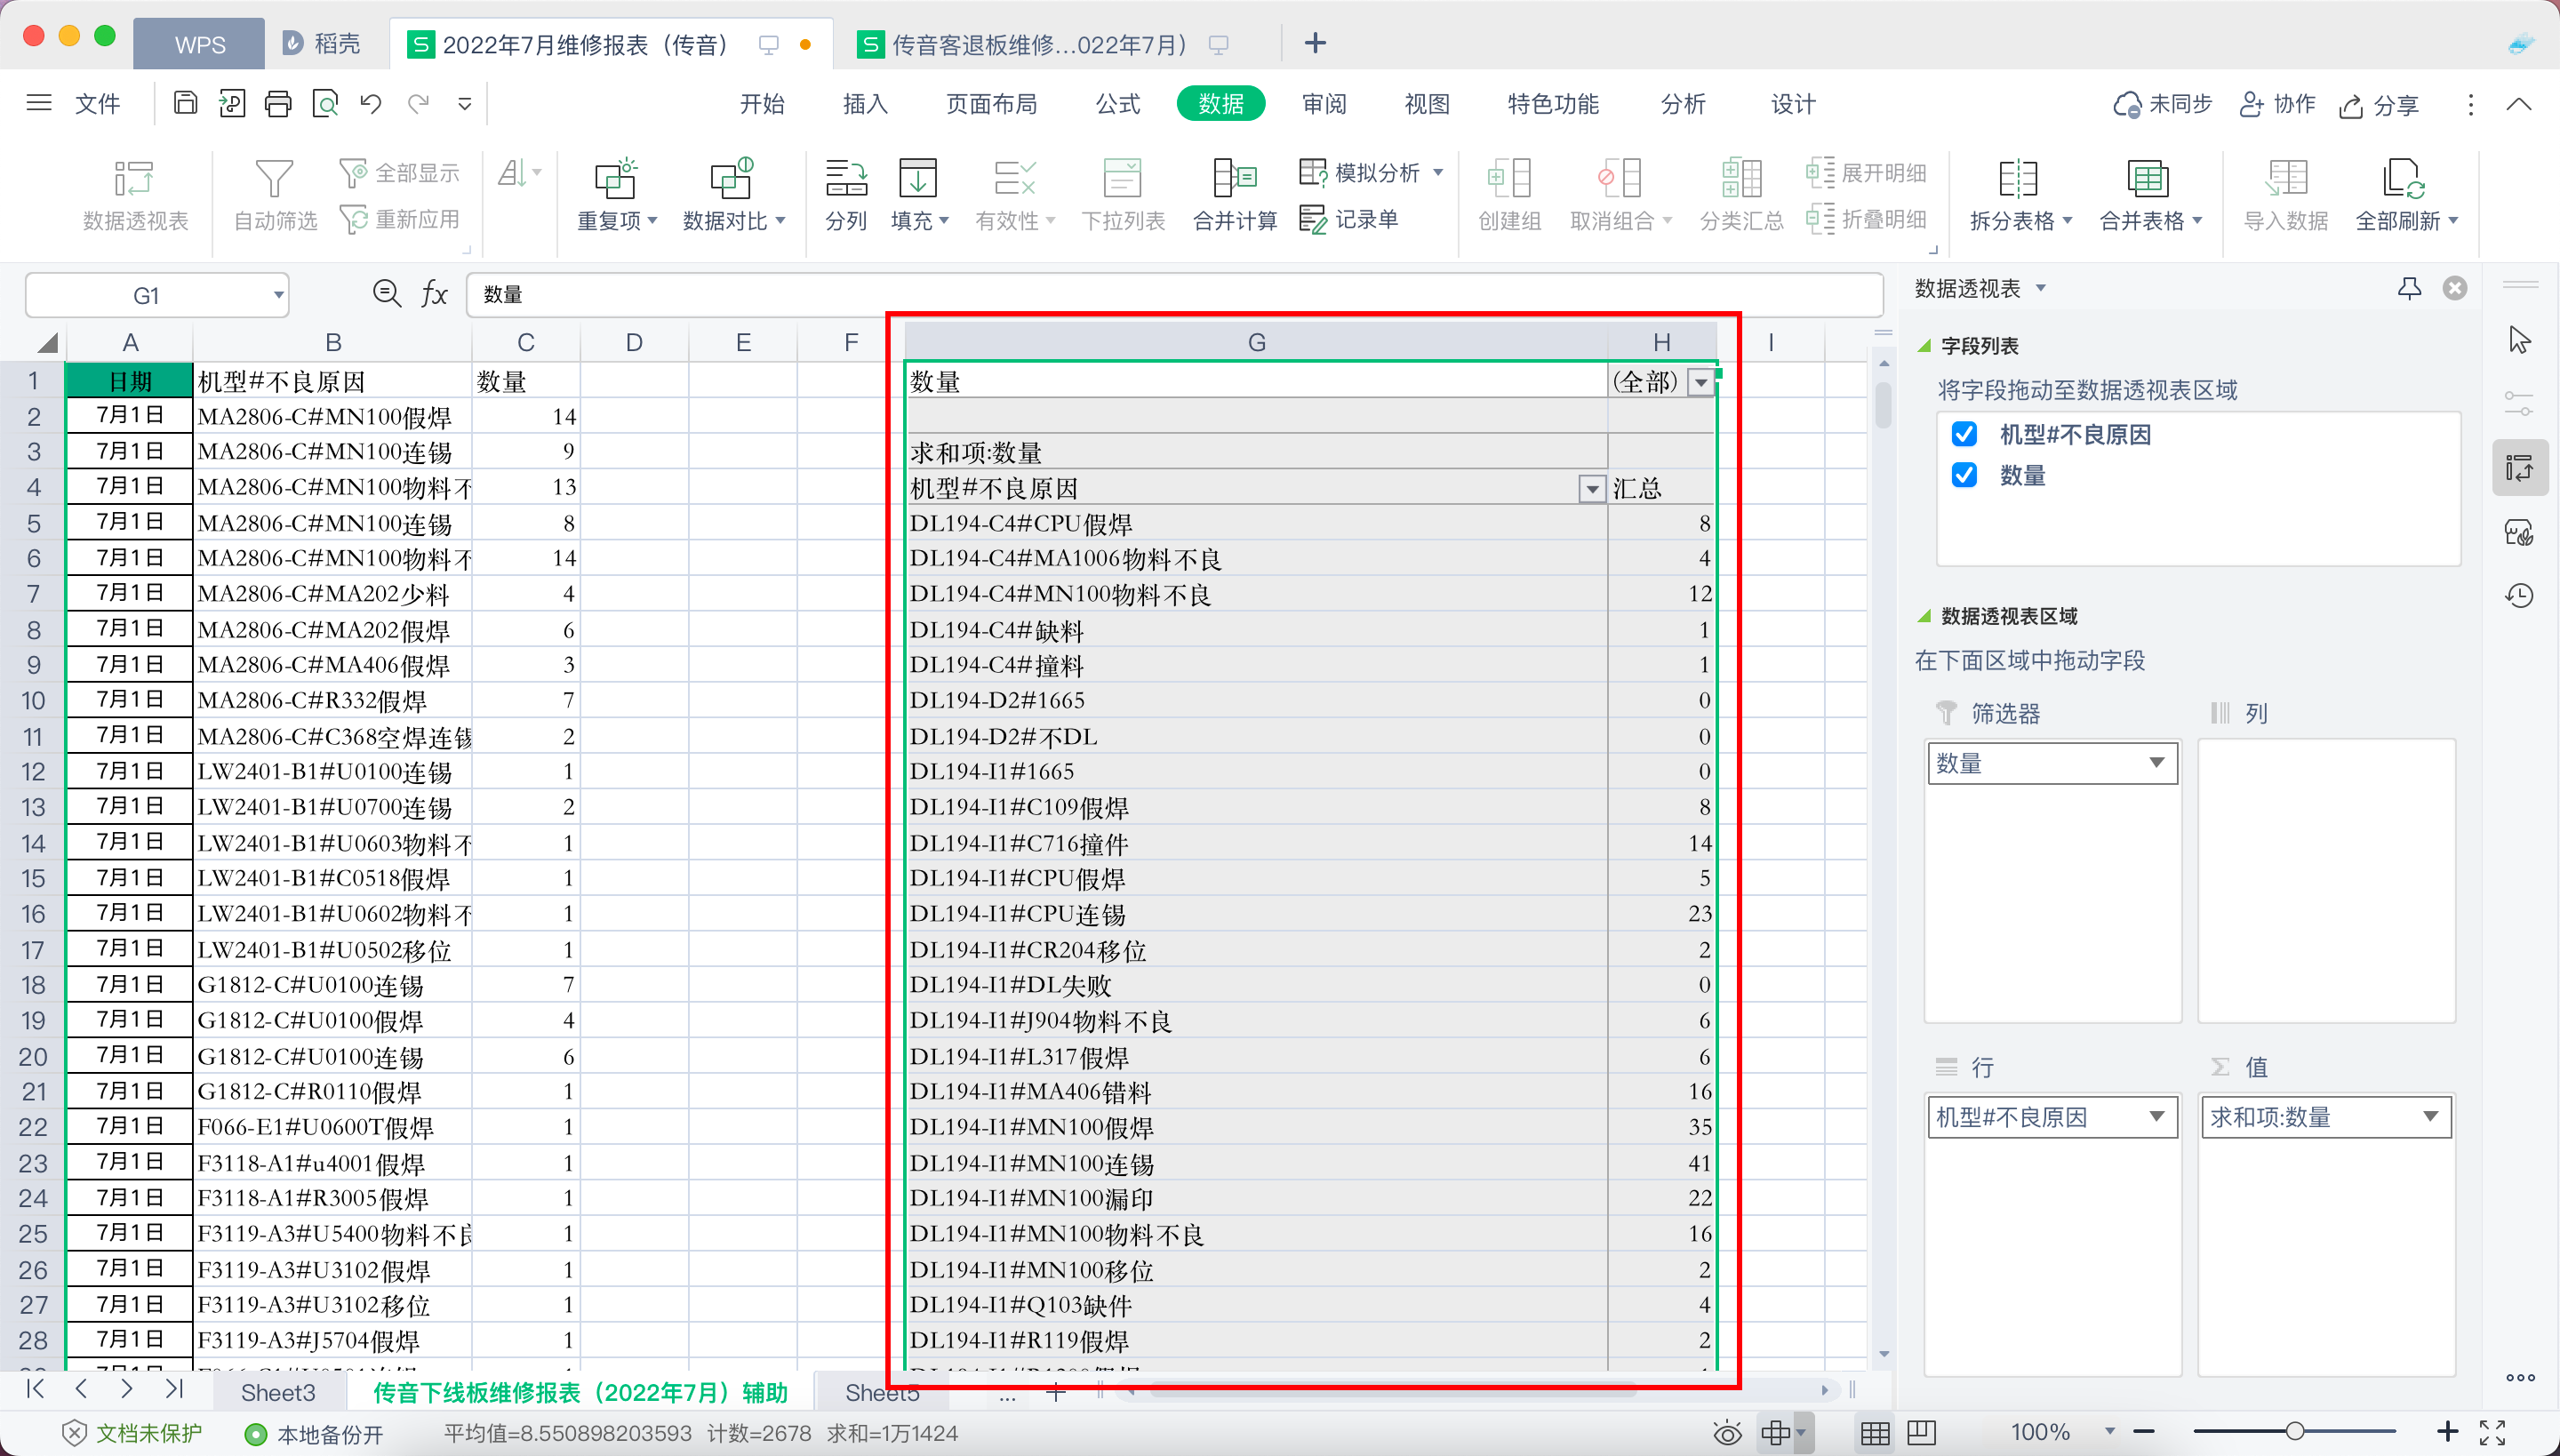 WPS 稻壳 2022年7月维修报表（传音） 传音客退板维修...022年7月）
文件 开始 插入 页面布局 公式 数据 审阅 视图 特色功能 分析 设计 未同步 协作 分享
数据透视表 自动筛选 全部显示 重新应用 重复项 数据对比 分列 填充 有效性 下拉列表 合并计算 模拟分析 记录单 创建组 取消组合 分类汇总 展开明细 折叠明细 拆分表格 合并表格 导入数据 全部刷新
G1 fx 数量
A B C D E F G H I
1 日期 机型#不良原因 数量 数量 (全部)
2 7月1日 MA2806-C#MN100假焊 14
3 7月1日 MA2806-C#MN100连锡 9 求和项:数量
4 7月1日 MA2806-C#MN100物料不 13 机型#不良原因 汇总
5 7月1日 MA2806-C#MN100连锡 8 DL194-C4#CPU假焊 8
6 7月1日 MA2806-C#MN100物料不 14 DL194-C4#MA1006物料不良 4
7 7月1日 MA2806-C#MA202少料 4 DL194-C4#MN100物料不良 12
8 7月1日 MA2806-C#MA202假焊 6 DL194-C4#缺料 1
9 7月1日 MA2806-C#MA406假焊 3 DL194-C4#撞料 1
10 7月1日 MA2806-C#R332假焊 7 DL194-D2#1665 0
11 7月1日 MA2806-C#C368空焊连锡 2 DL194-D2#不DL 0
12 7月1日 LW2401-B1#U0100连锡 1 DL194-I1#1665 0
13 7月1日 LW2401-B1#U0700连锡 2 DL194-I1#C109假焊 8
14 7月1日 LW2401-B1#U0603物料不 1 DL194-I1#C716撞件 14
15 7月1日 LW2401-B1#C0518假焊 1 DL194-I1#CPU假焊 5
16 7月1日 LW2401-B1#U0602物料不 1 DL194-I1#CPU连锡 23
17 7月1日 LW2401-B1#U0502移位 1 DL194-I1#CR204移位 2
18 7月1日 G1812-C#U0100连锡 7 DL194-I1#DL失败 0
19 7月1日 G1812-C#U0100假焊 4 DL194-I1#J904物料不良 6
20 7月1日 G1812-C#U0100连锡 6 DL194-I1#L317假焊 6
21 7月1日 G1812-C#R0110假焊 1 DL194-I1#MA406错料 16
22 7月1日 F066-E1#U0600T假焊 1 DL194-I1#MN100假焊 35
23 7月1日 F3118-A1#u4001假焊 1 DL194-I1#MN100连锡 41
24 7月1日 F3118-A1#R3005假焊 1 DL194-I1#MN100漏印 22
25 7月1日 F3119-A3#U5400物料不良 1 DL194-I1#MN100物料不良 16
26 7月1日 F3119-A3#U3102假焊 1 DL194-I1#MN100移位 2
27 7月1日 F3119-A3#U3102移位 1 DL194-I1#Q103缺件 4
28 7月1日 F3119-A3#J5704假焊 1 DL194-I1#R119假焊 2
Sheet3 传音下线板维修报表（2022年7月）辅助 Sheet5 ...
文档未保护 本地备份开 平均值=8.550898203593 计数=2678 求和=1万1424 100%
数据透视表
字段列表
将字段拖动至数据透视表区域
机型#不良原因
数量
数据透视表区域
在下面区域中拖动字段
筛选器 列
数量
行 值
机型#不良原因 求和项:数量